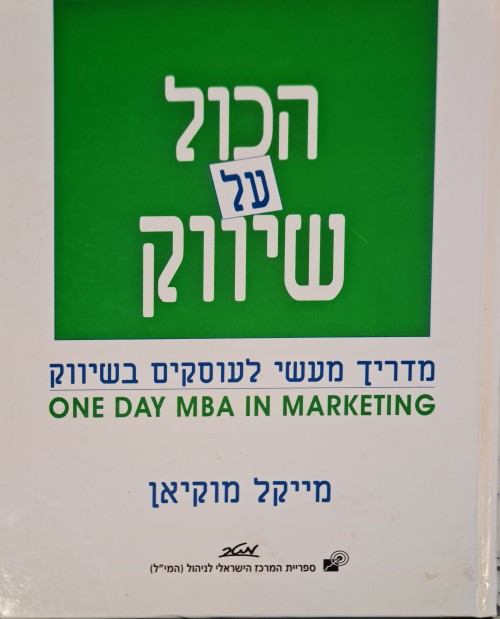 הכול
על
שיווק
מדריך מעשי לעוסקים בשיווק
ONE DAY MBA IN MARKETING
מייקל מוקיאן
מטר
ספריית המרכז הישראלי לניהול (המי"ל)